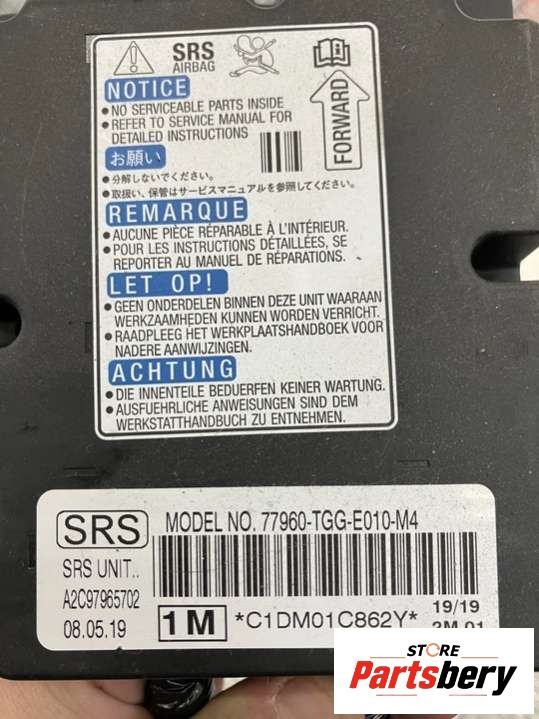 SRS
AIRBAG
NOTICE
• NO SERVICEABLE PARTS INSIDE
• REFER TO SERVICE MANUAL FOR
DETAILED INSTRUCTIONS
FORWARD
お願い
• 分解しないでください。
• 取扱い、保管はサービスマニュアルを参照してください。
REMARQUE
• AUCUNE PIÈCE RÉPARABLE À L'INTÉRIEUR.
• POUR LES INSTRUCTIONS DÉTAILLÉES, SE
REPORTER AU MANUEL DE RÉPARATIONS.
LET OP!
• GEEN ONDERDELEN BINNEN DEZE UNIT WAARAAN
WERKZAAMHEDEN KUNNEN WORDEN VERRICHT.
• RAADPLEEG HET WERKPLAATSHANDBOEK VOOR
NADERE AANWIJZINGEN.
ACHTUNG
• DIE INNENTEILE BEDUERFEN KEINER WARTUNG.
• AUSFUEHRLICHE ANWEISUNGEN SIND DEM
WERKSTATTHANDBUCH ZU ENTNEHMEN.
SRS MODEL NO. 77960-TGG-E010-M4
SRS UNIT..
A2C97965702
08.05.19 1M *C1DM01C862Y* 19/19
2M 01
STORE
Partsbery